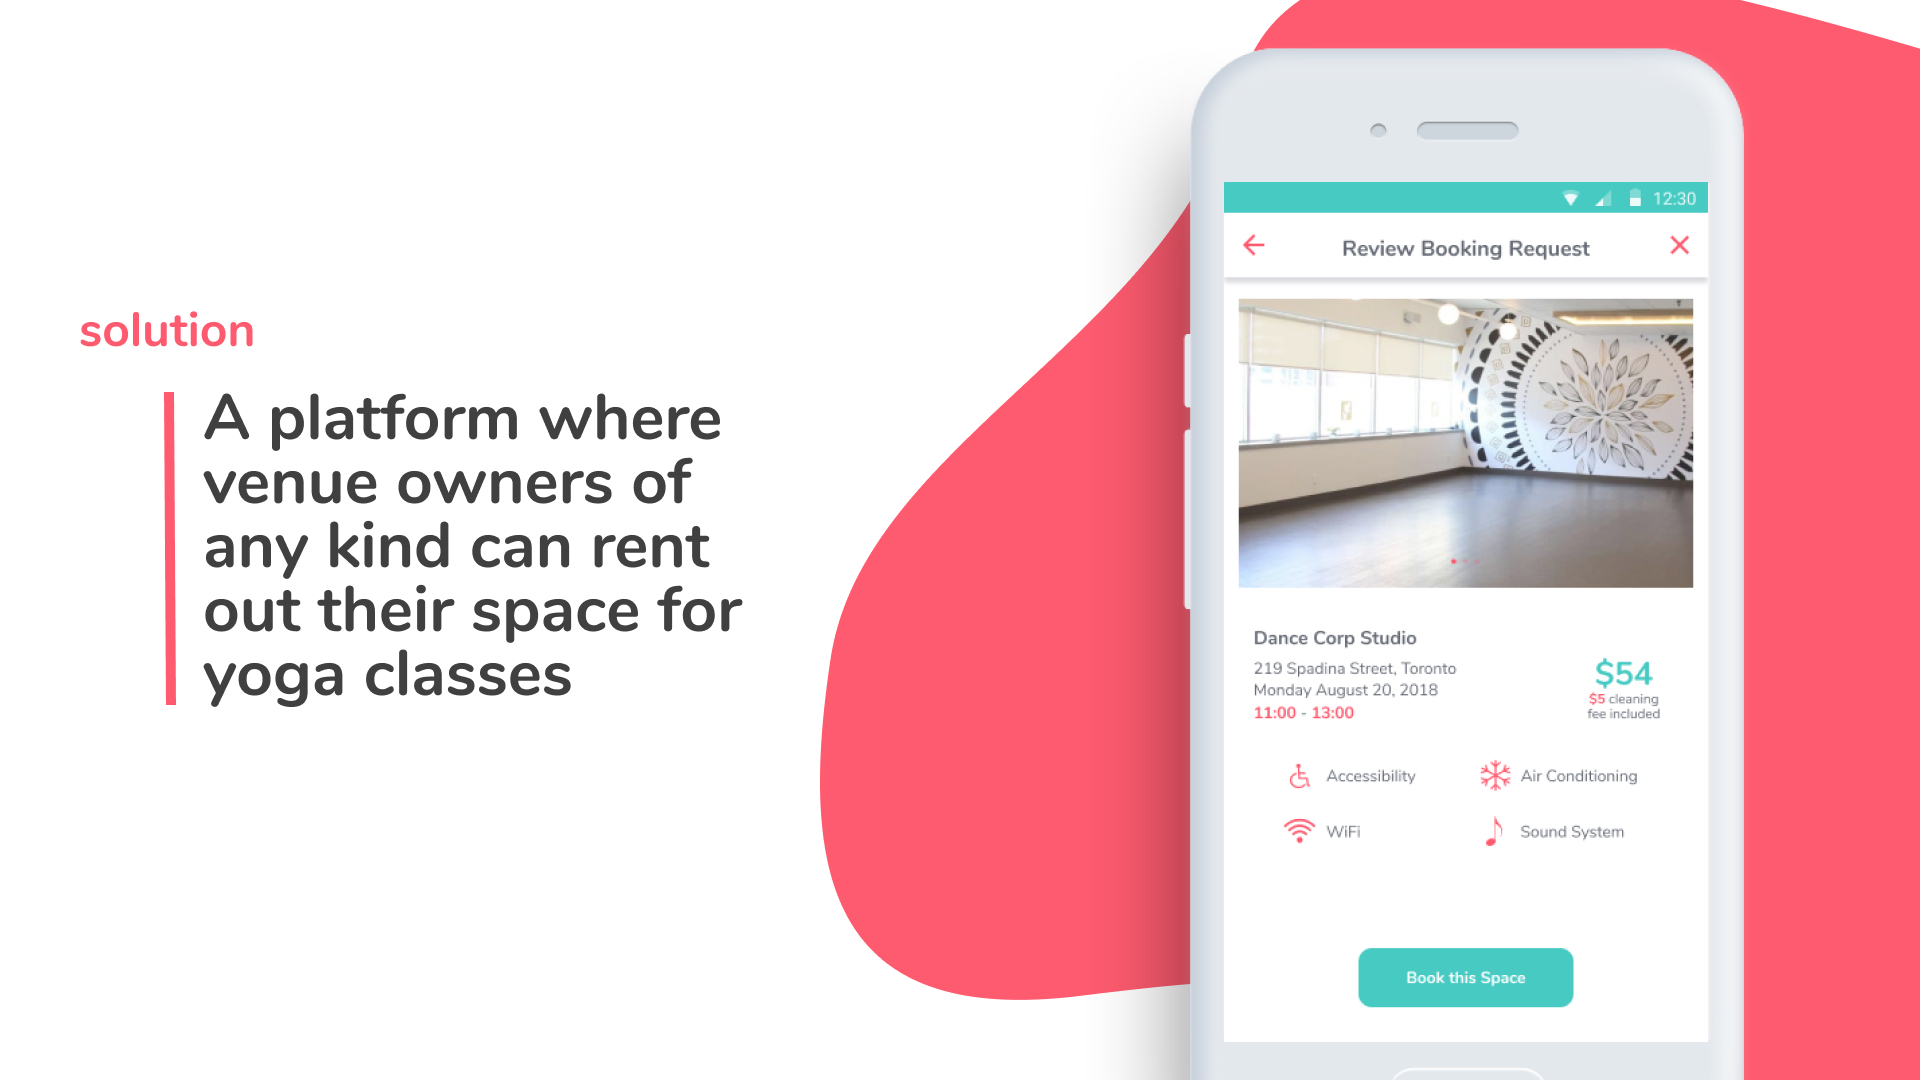 solution
A platform where
venue owners of
any kind can rent
out their space for
yoga classes
12:30
Review Booking Request
Dance Corp Studio
219 Spadina Street, Toronto
Monday August 20, 2018
11:00 - 13:00
$54
$5 cleaning
fee included
Accessibility
Air Conditioning
WiFi
Sound System
Book this Space